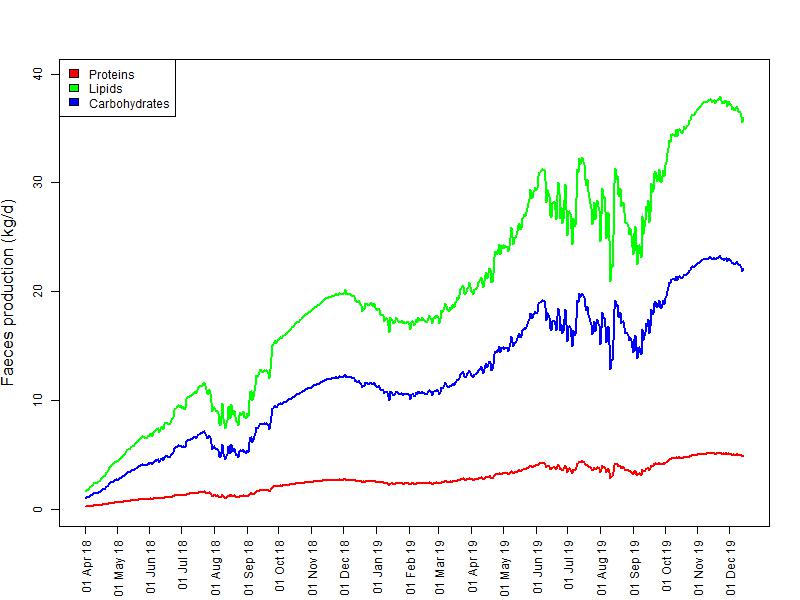 Proteins
Lipids
Carbohydrates
Faeces production (kg/d)
40
30
20
10
0
01 Apr 18
01 May 18
01 Jun 18
01 Jul 18
01 Aug 18
01 Sep 18
01 Oct 18
01 Nov 18
01 Dec 18
01 Jan 19
01 Feb 19
01 Mar 19
01 Apr 19
01 May 19
01 Jun 19
01 Jul 19
01 Aug 19
01 Sep 19
01 Oct 19
01 Nov 19
01 Dec 19